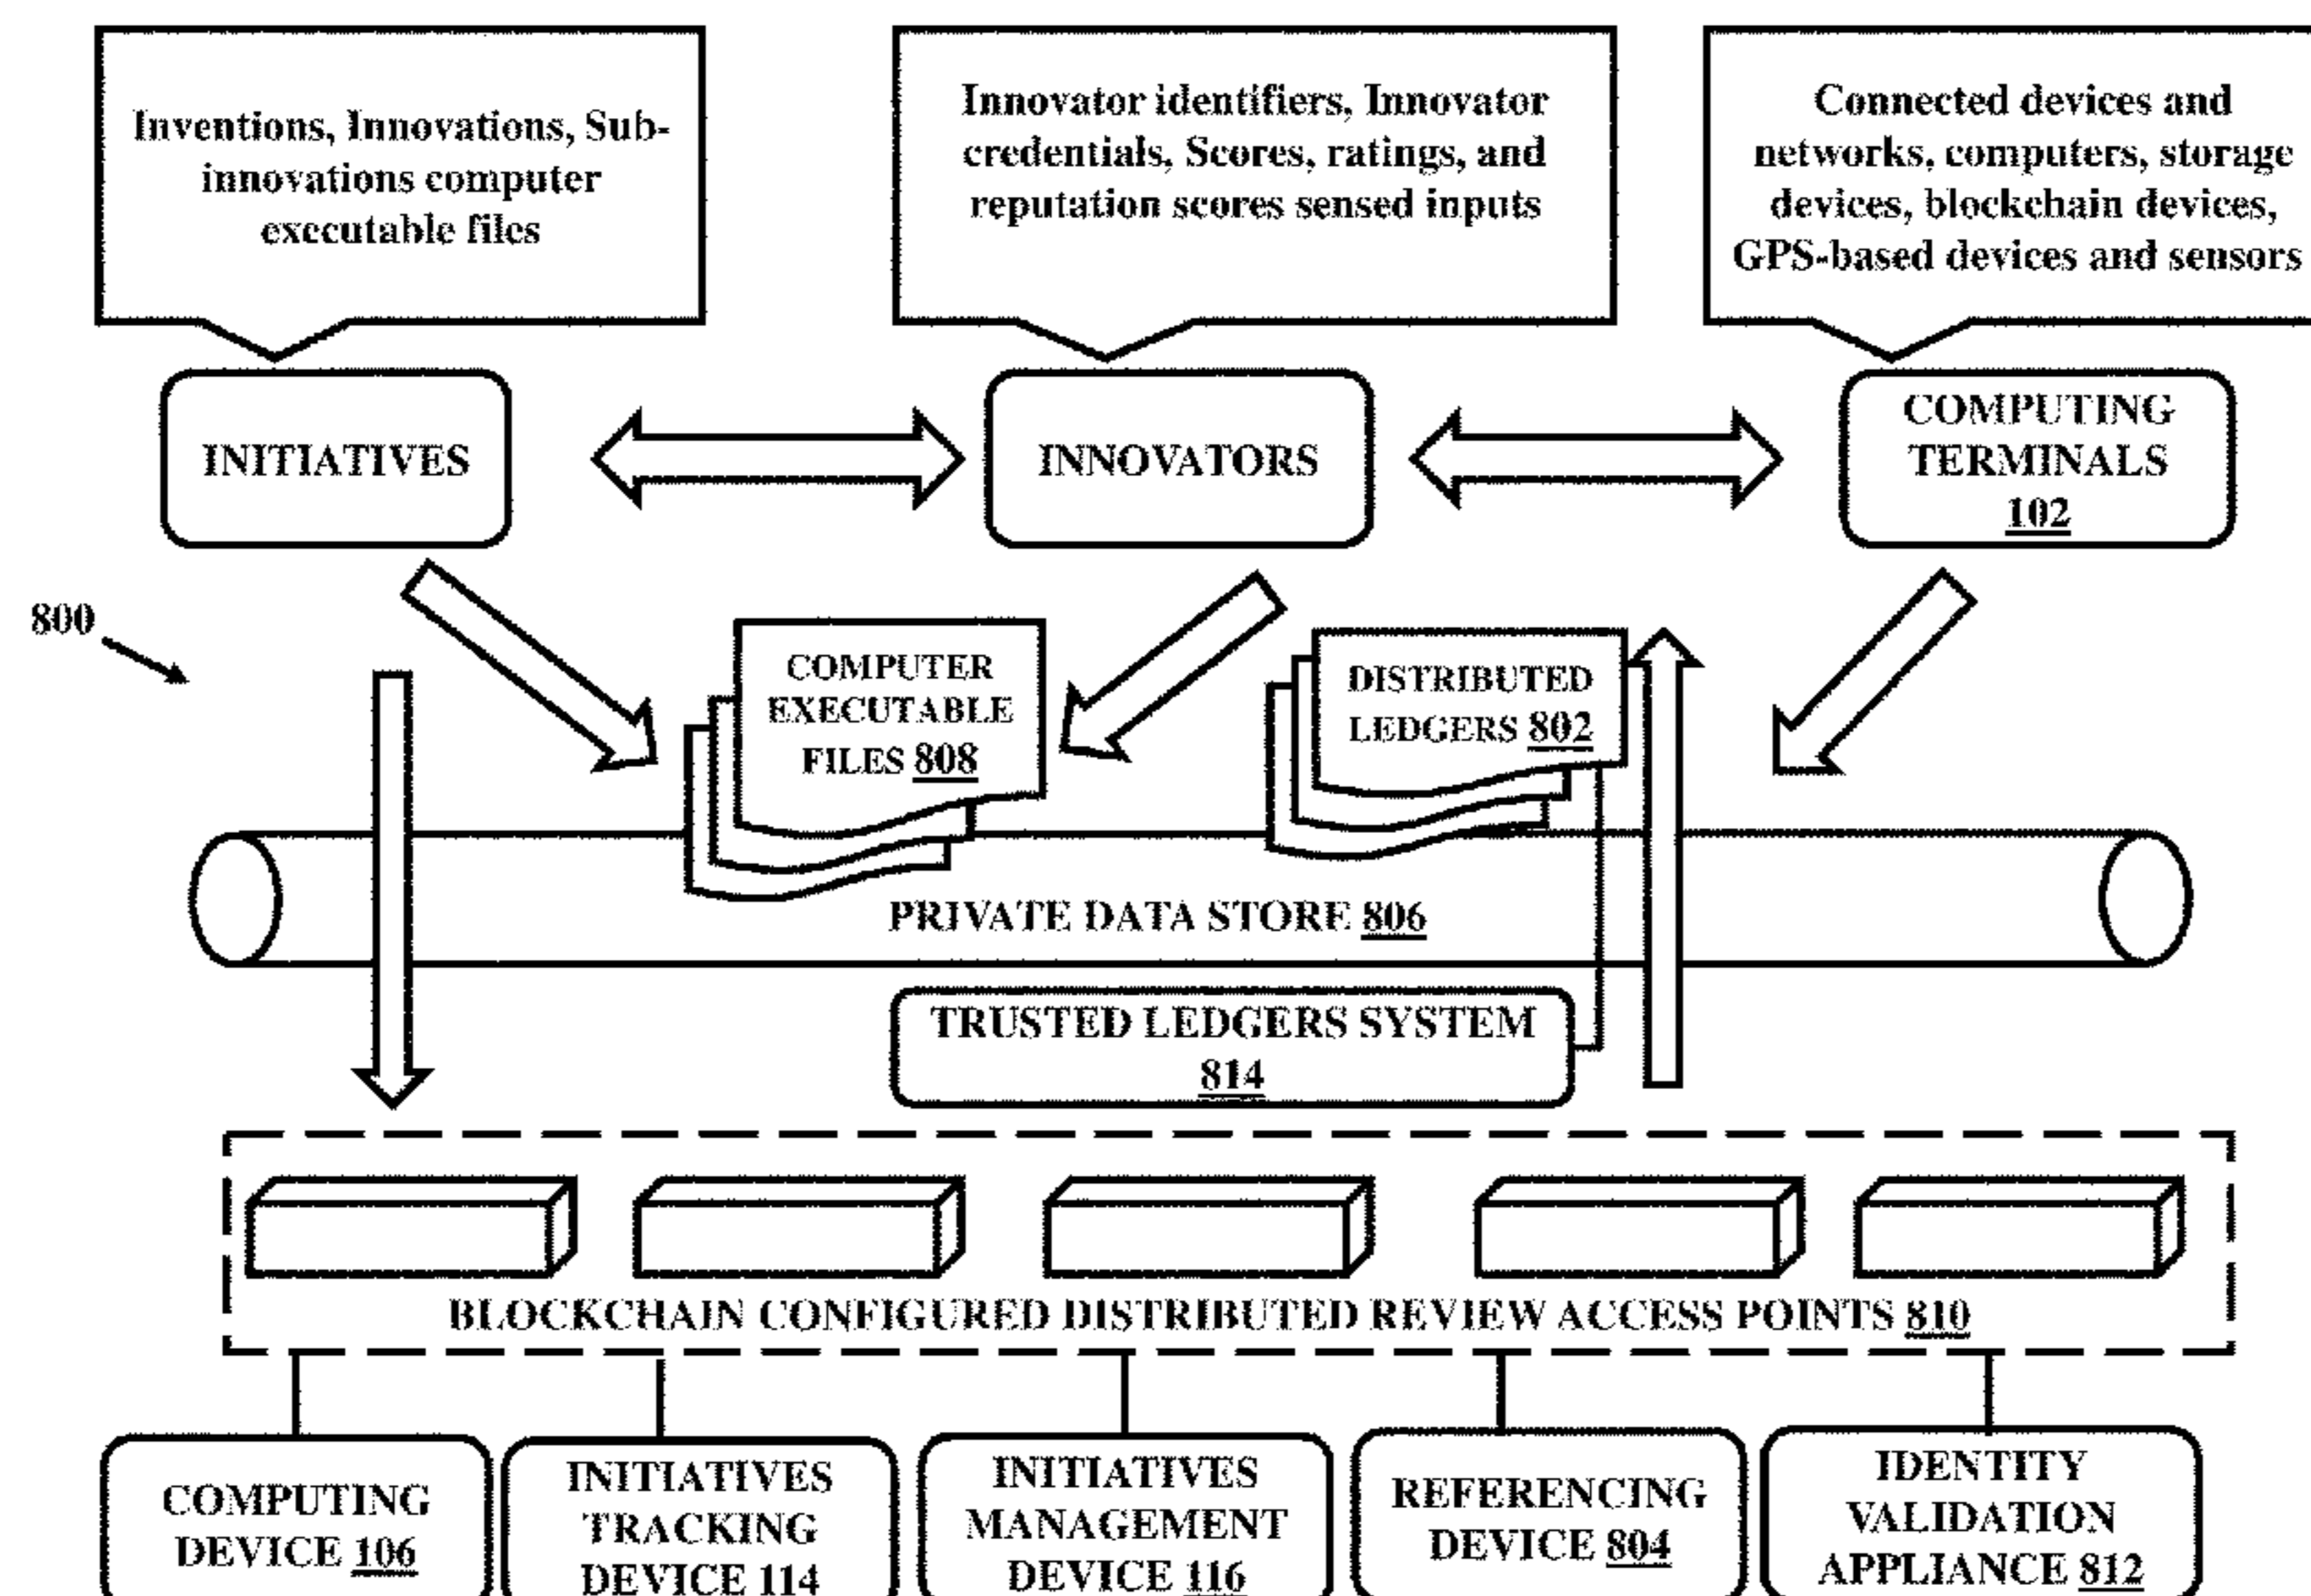 Inventions, Innovations, Sub-
innovations computer
executable files
Innovator identifiers, Innovator
credentials, Scores, ratings, and
reputation scores sensed inputs
Connected devices and
networks, computers, storage
devices, blockchain devices,
GPS-based devices and sensors
INITIATIVES
INNOVATORS
COMPUTING
TERMINALS
102
800
COMPUTER
EXECUTABLE
FILES 808
DISTRIBUTED
LEDGERS 802
PRIVATE DATA STORE 806
TRUSTED LEDGERS SYSTEM
814
BLOCKCHAIN CONFIGURED DISTRIBUTED REVIEW ACCESS POINTS 810
COMPUTING
DEVICE 106
INITIATIVES
TRACKING
DEVICE 114
INITIATIVES
MANAGEMENT
DEVICE 116
REFERENCING
DEVICE 804
IDENTITY
VALIDATION
APPLIANCE 812